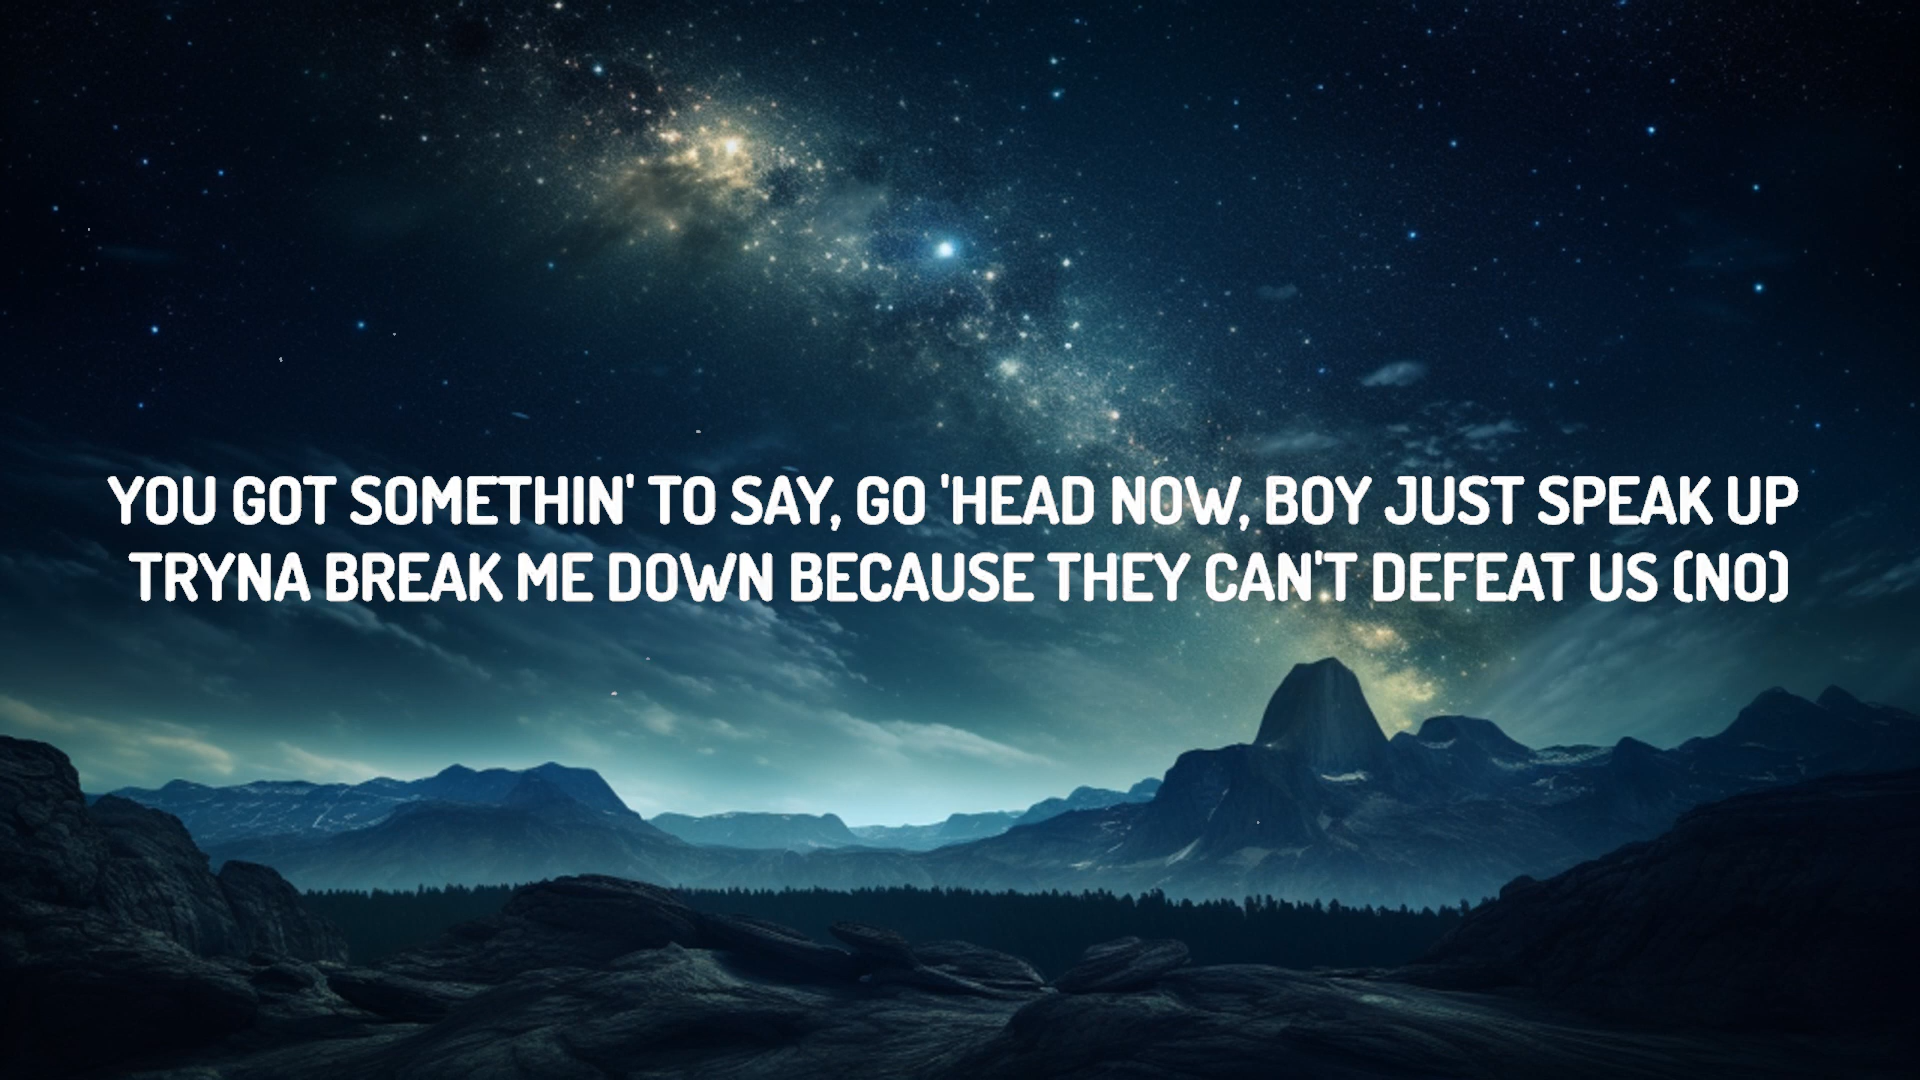 YOU GOT SOMETHIN' TO SAY, GO 'HEAD NOW, BOY JUST SPEAK UP
TRYNA BREAK ME DOWN BECAUSE THEY CAN'T DEFEAT US (NO)